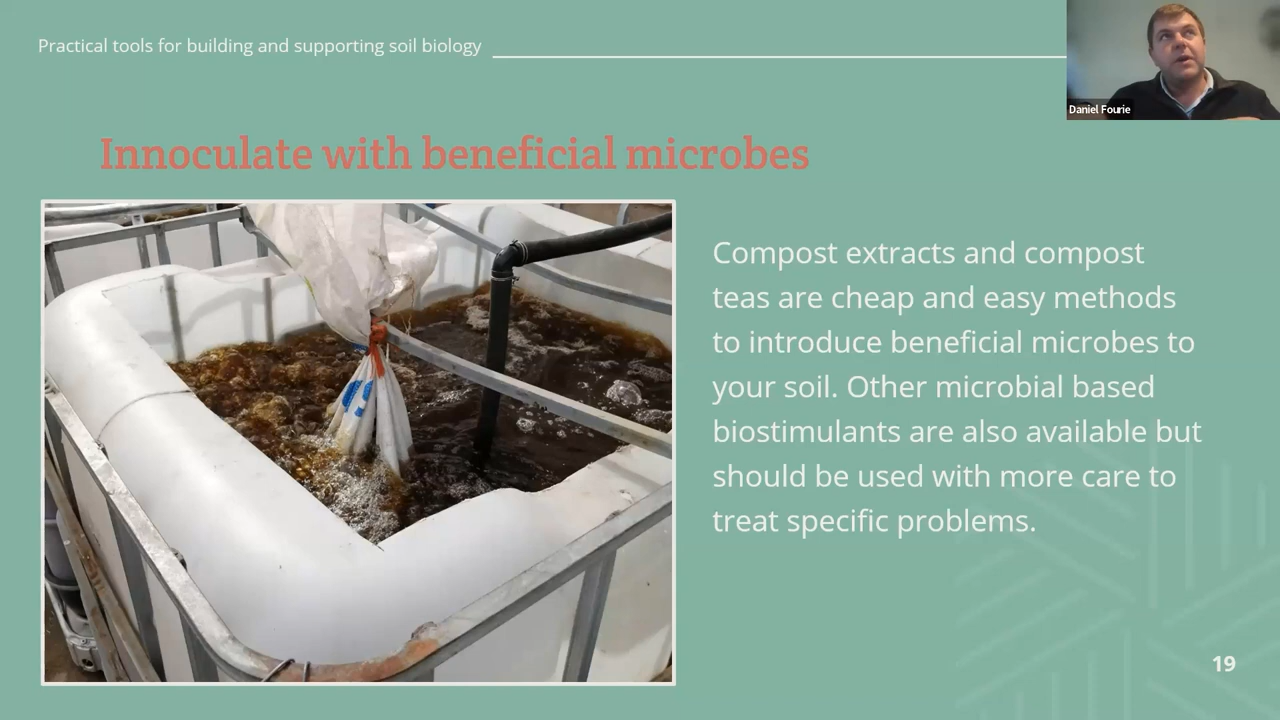 Practical tools for building and supporting soil biology
Daniel Fourie
Innoculate with beneficial microbes
Compost extracts and compost
teas are cheap and easy methods
to introduce beneficial microbes to
your soil. Other microbial based
biostimulants are also available but
should be used with more care to
treat specific problems.
19